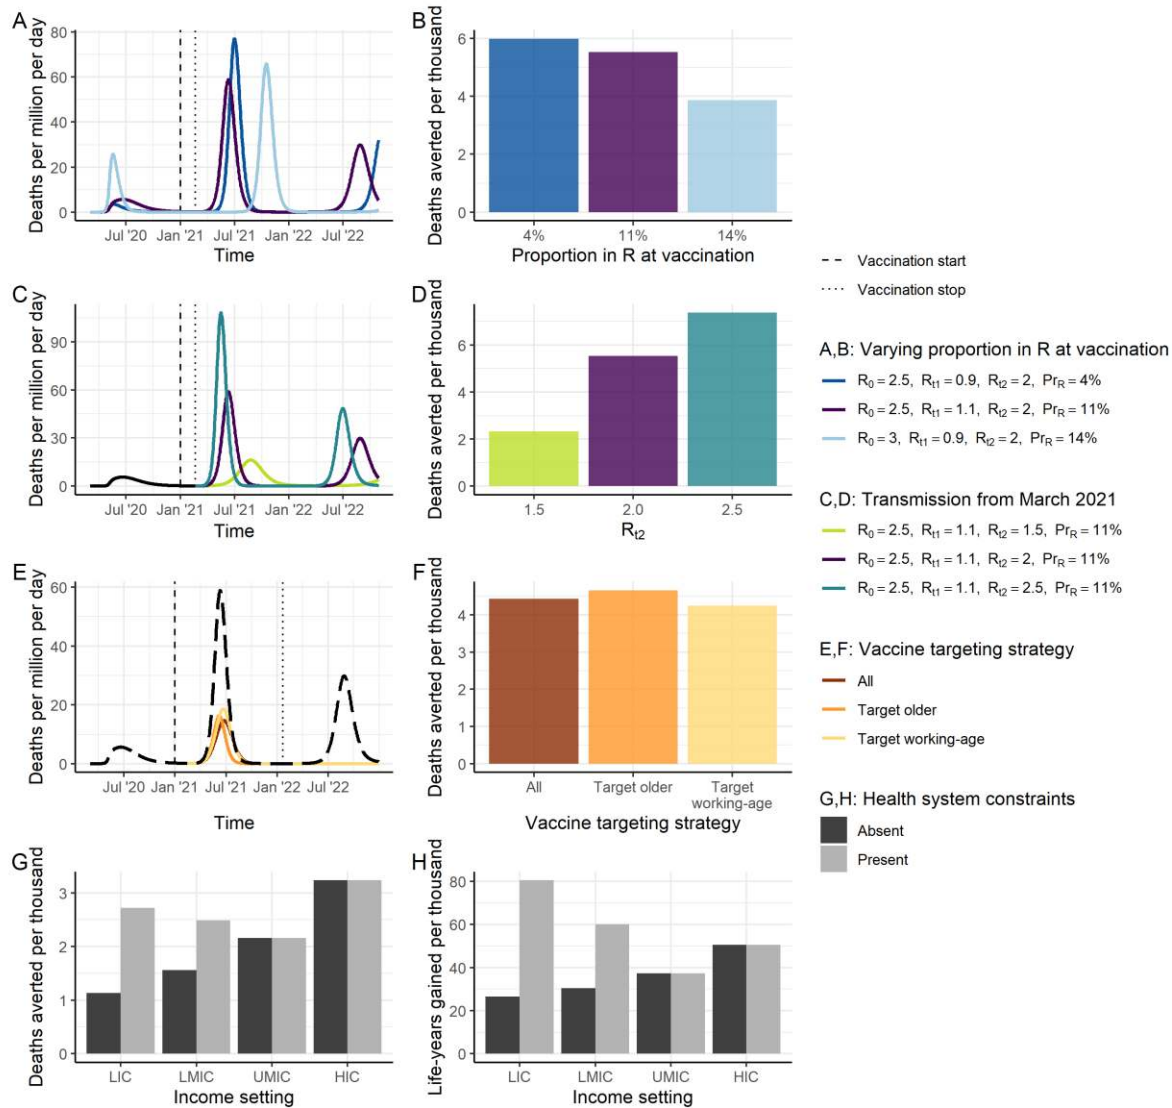 A
Deaths per million per day
80
60
40
20
0
Jul '20 Jan '21 Jul '21 Jan '22 Jul '22
Time
B
Deaths averted per thousand
6
4
2
0
4% 11% 14%
Proportion in R at vaccination
C
Deaths per million per day
90
60
30
0
Jul '20 Jan '21 Jul '21 Jan '22 Jul '22
Time
D
Deaths averted per thousand
6
4
2
0
1.5 2.0 2.5
Rt2
E
Deaths per million per day
60
40
20
0
Jul '20 Jan '21 Jul '21 Jan '22 Jul '22
Time
F
Deaths averted per thousand
4
3
2
1
0
All Target older Target
working-age
Vaccine targeting strategy
G
Deaths averted per thousand
3
2
1
0
LIC LMIC UMIC HIC
Income setting
H
Life-years gained per thousand
80
60
40
20
0
LIC LMIC UMIC HIC
Income setting
Vaccination start
Vaccination stop
A,B: Varying proportion in R at vaccination
R0 = 2.5, Rt1 = 0.9, Rt2 = 2, PrR = 4%
R0 = 2.5, Rt1 = 1.1, Rt2 = 2, PrR = 11%
R0 = 3, Rt1 = 0.9, Rt2 = 2, PrR = 14%
C,D: Transmission from March 2021
R0 = 2.5, Rt1 = 1.1, Rt2 = 1.5, PrR = 11%
R0 = 2.5, Rt1 = 1.1, Rt2 = 2, PrR = 11%
R0 = 2.5, Rt1 = 1.1, Rt2 = 2.5, PrR = 11%
E,F: Vaccine targeting strategy
All
Target older
Target working-age
G,H: Health system constraints
Absent
Present